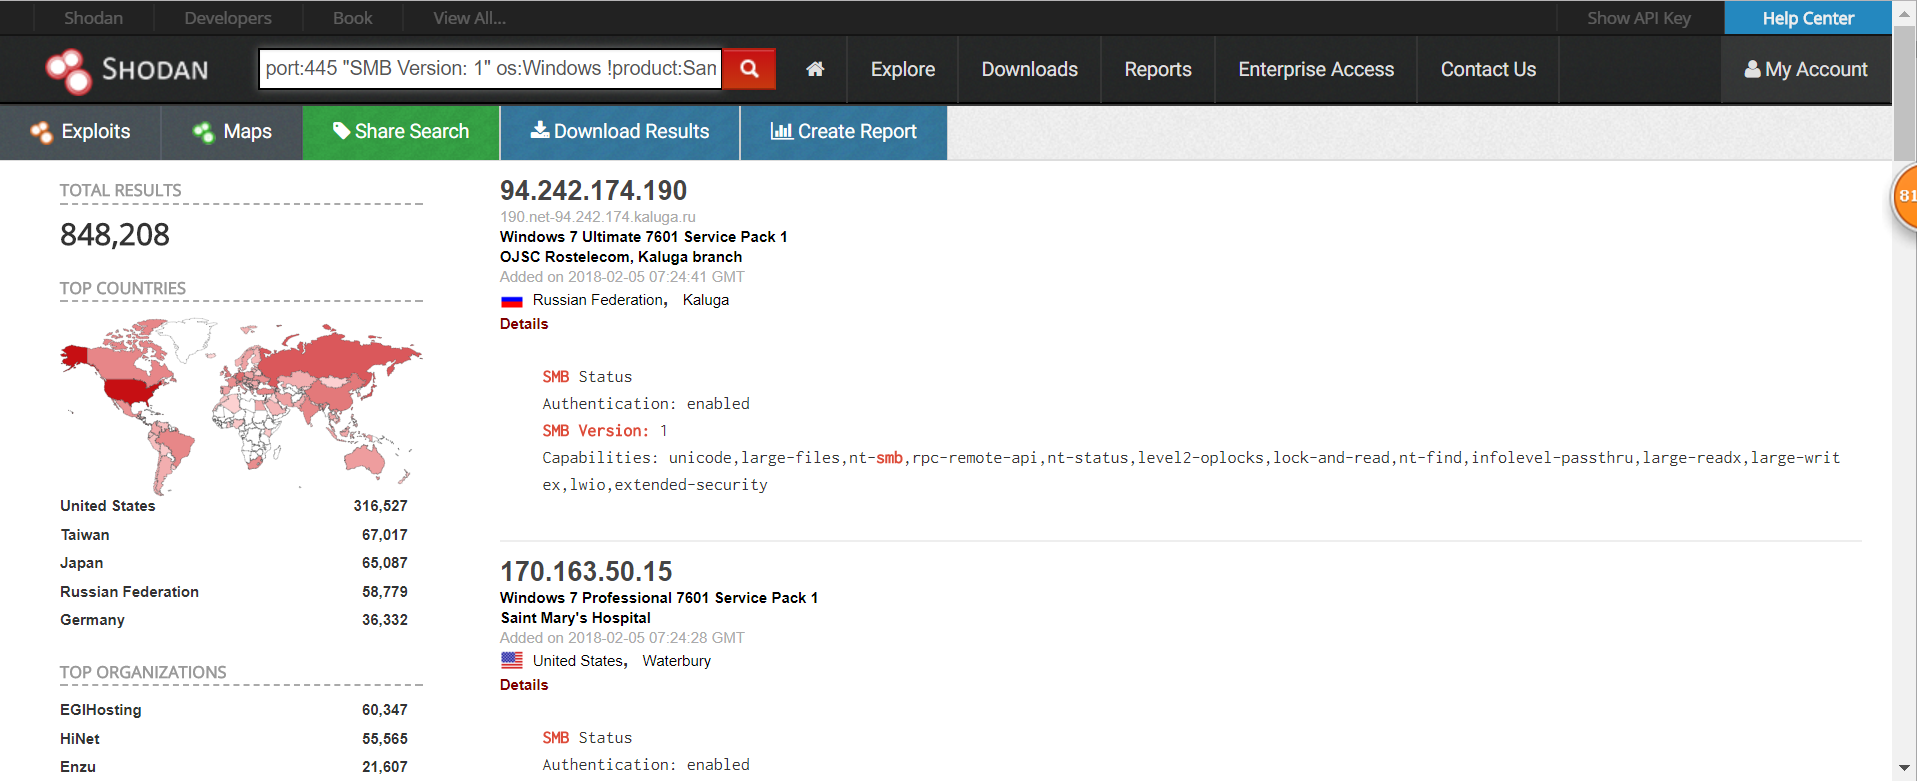 Shodan Developers Book View All... Show API Key Help Center
SHODAN port:445 "SMB Version: 1" os:Windows !product:Sam Explore Downloads Reports Enterprise Access Contact Us My Account
Exploits Maps Share Search Download Results Create Report
81
TOTAL RESULTS
848,208
TOP COUNTRIES
United States 316,527
Taiwan 67,017
Japan 65,087
Russian Federation 58,779
Germany 36,332
TOP ORGANIZATIONS
EGIHosting 60,347
HiNet 55,565
Enzu 21,607
94.242.174.190
190.net-94.242.174.kaluga.ru
Windows 7 Ultimate 7601 Service Pack 1
OJSC Rostelecom, Kaluga branch
Added on 2018-02-05 07:24:41 GMT
Russian Federation, Kaluga
Details
SMB Status
Authentication: enabled
SMB Version: 1
Capabilities: unicode,large-files,nt-smb,rpc-remote-api,nt-status,level2-oplocks,lock-and-read,nt-find,infolevel-passthru,large-readx,large-writ
ex,lwio,extended-security
170.163.50.15
Windows 7 Professional 7601 Service Pack 1
Saint Mary's Hospital
Added on 2018-02-05 07:24:28 GMT
United States, Waterbury
Details
SMB Status
Authentication: enabled